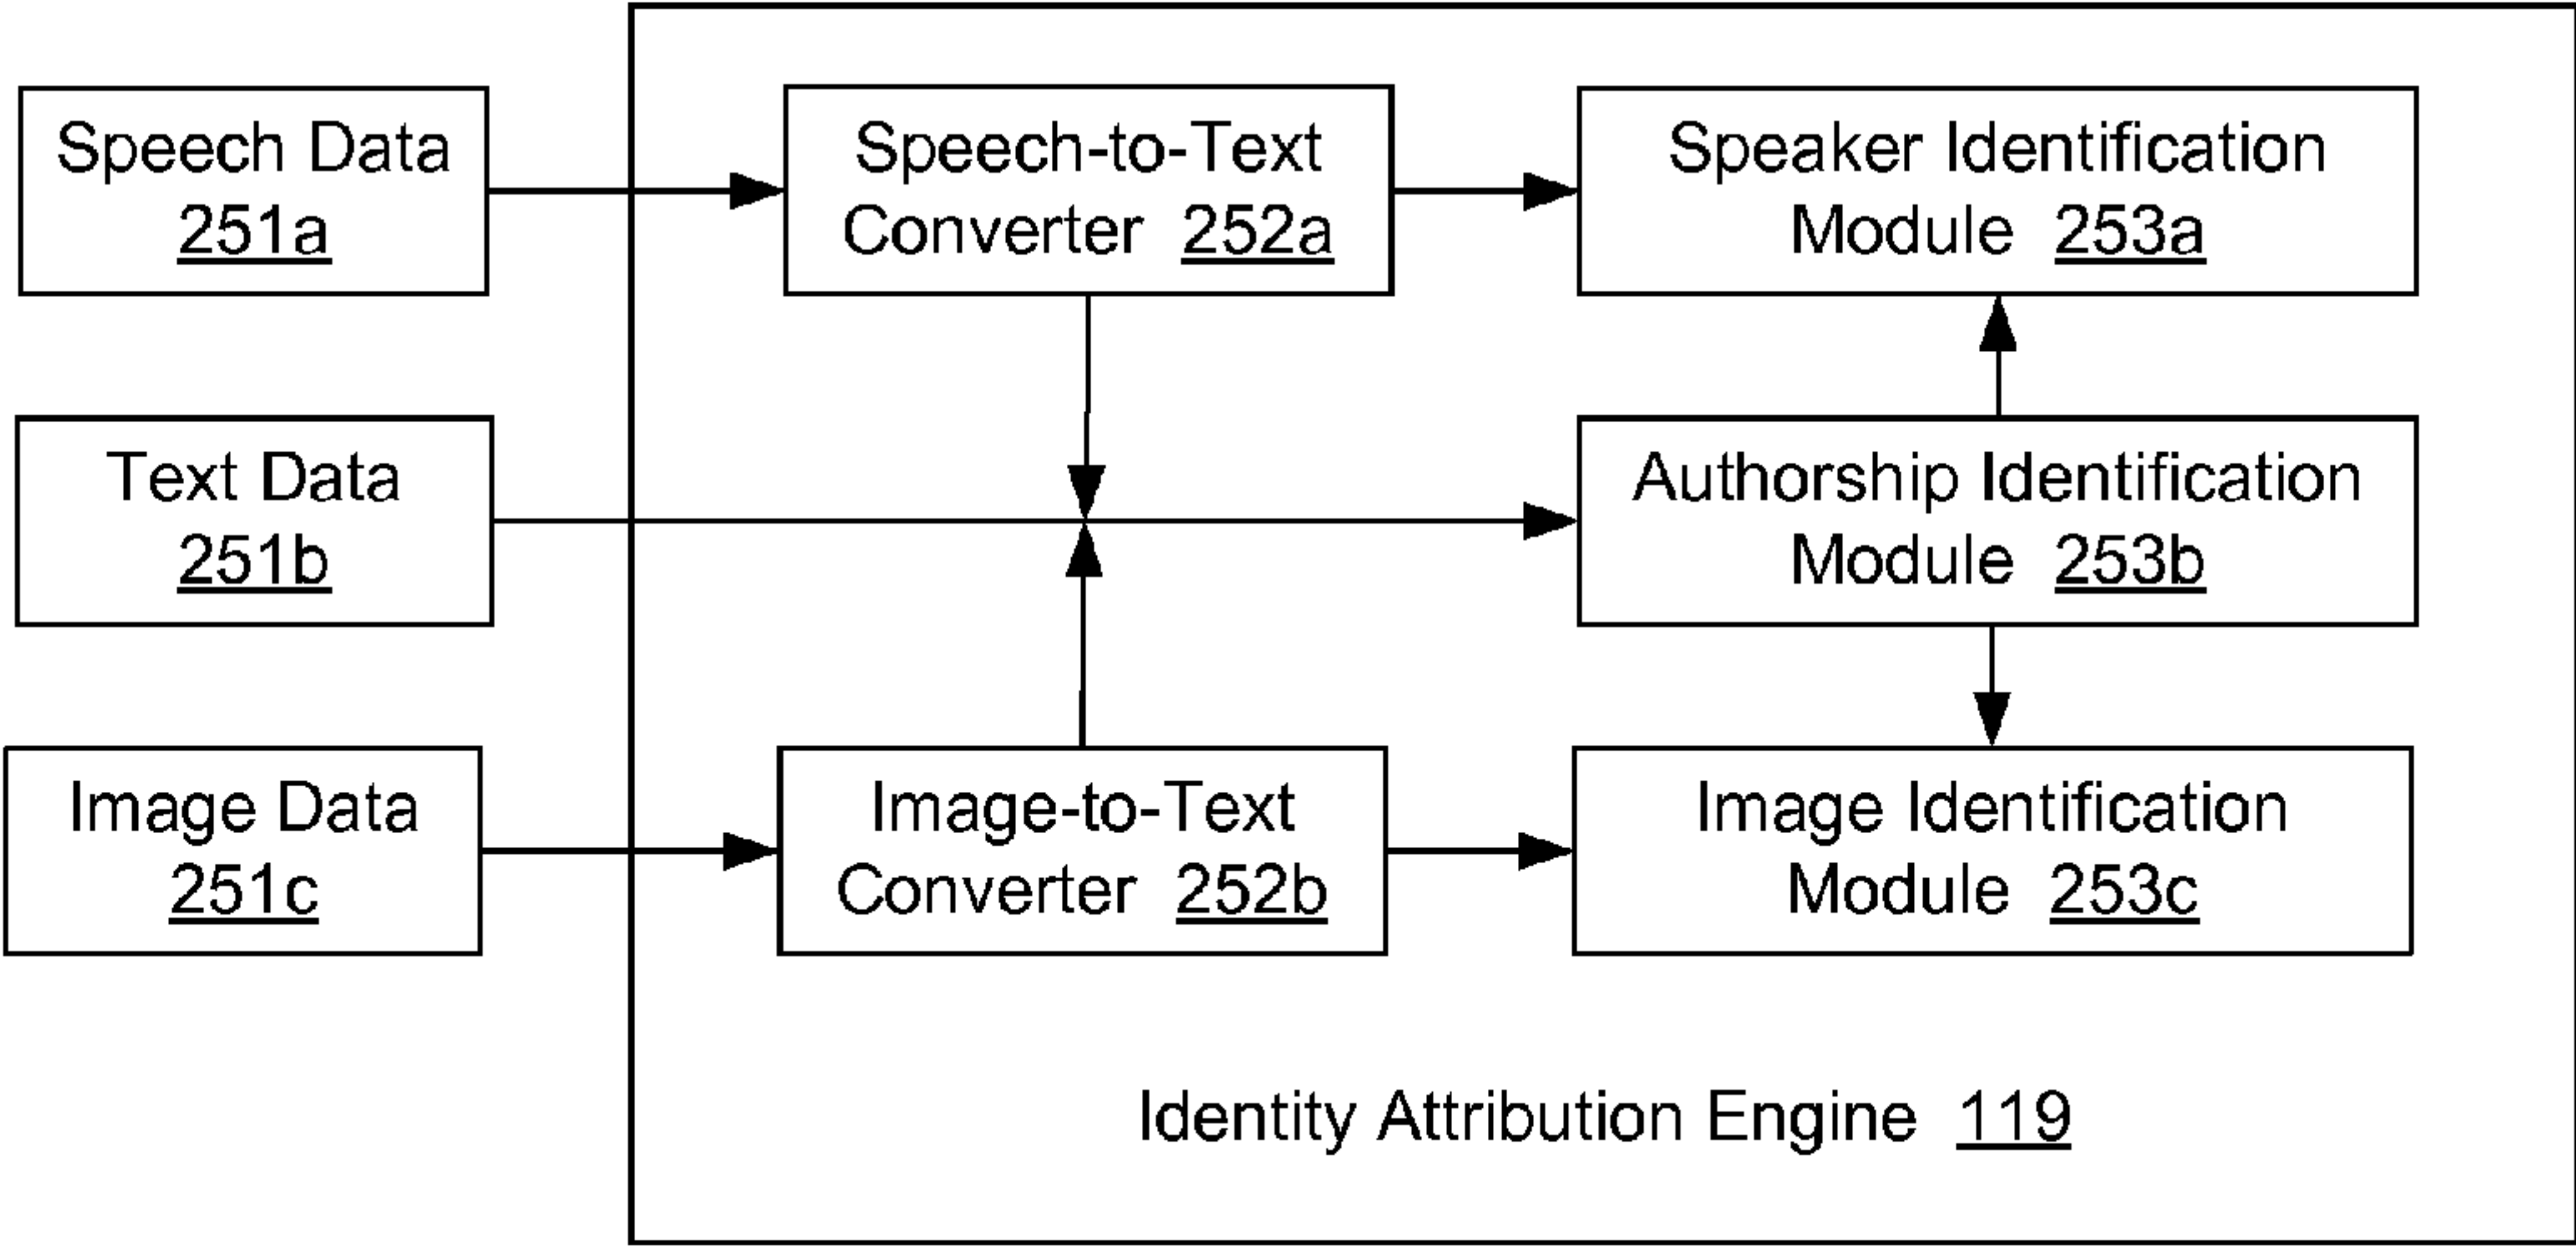 Speech Data
251a
Speech-to-Text
Converter 252a
Speaker Identification
Module 253a
Text Data
251b
Authorship Identification
Module 253b
Image Data
251c
Image-to-Text
Converter 252b
Image Identification
Module 253c
Identity Attribution Engine 119